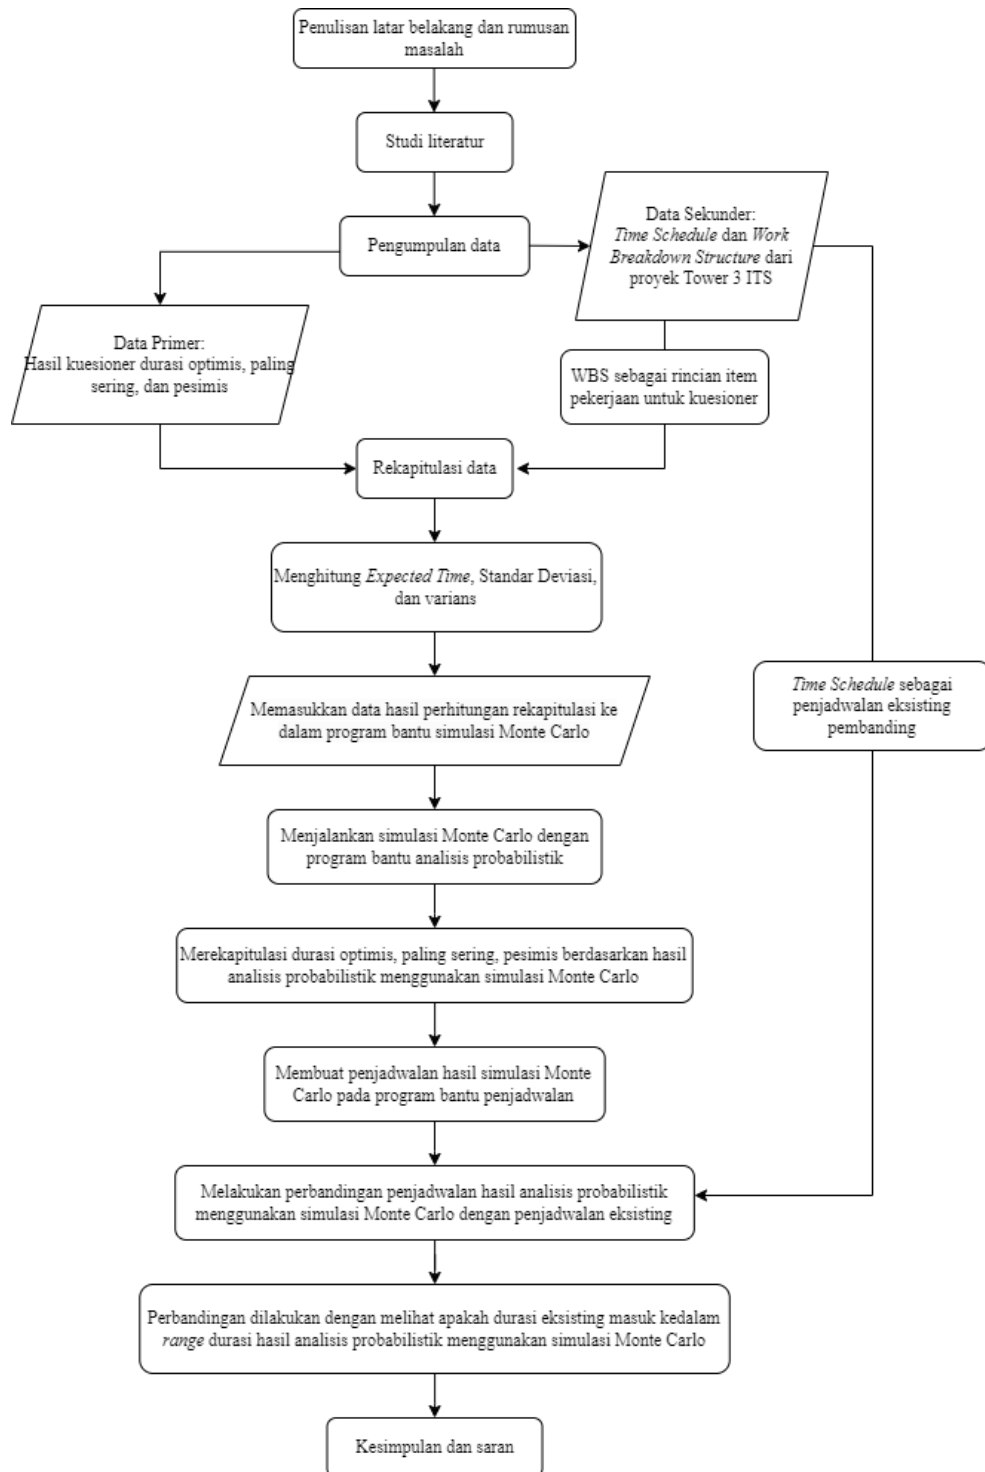 Penulisan latar belakang dan rumusan
masalah
Studi literatur
Pengumpulan data
Data Sekunder:
Time Schedule dan Work
Breakdown Structure dari
proyek Tower 3 ITS
Data Primer:
Hasil kuesioner durasi optimis, paling
sering, dan pesimis
WBS sebagai rincian item
pekerjaan untuk kuesioner
Rekapitulasi data
Menghitung Expected Time, Standar Deviasi,
dan varians
Memasukkan data hasil perhitungan rekapitulasi ke
dalam program bantu simulasi Monte Carlo
Time Schedule sebagai
penjadwalan eksisting
pembanding
Menjalankan simulasi Monte Carlo dengan
program bantu analisis probabilistik
Merekapitulasi durasi optimis, paling sering, pesimis berdasarkan hasil
analisis probabilistik menggunakan simulasi Monte Carlo
Membuat penjadwalan hasil simulasi Monte
Carlo pada program bantu penjadwalan
Melakukan perbandingan penjadwalan hasil analisis probabilistik
menggunakan simulasi Monte Carlo dengan penjadwalan eksisting
Perbandingan dilakukan dengan melihat apakah durasi eksisting masuk kedalam
range durasi hasil analisis probabilistik menggunakan simulasi Monte Carlo
Kesimpulan dan saran